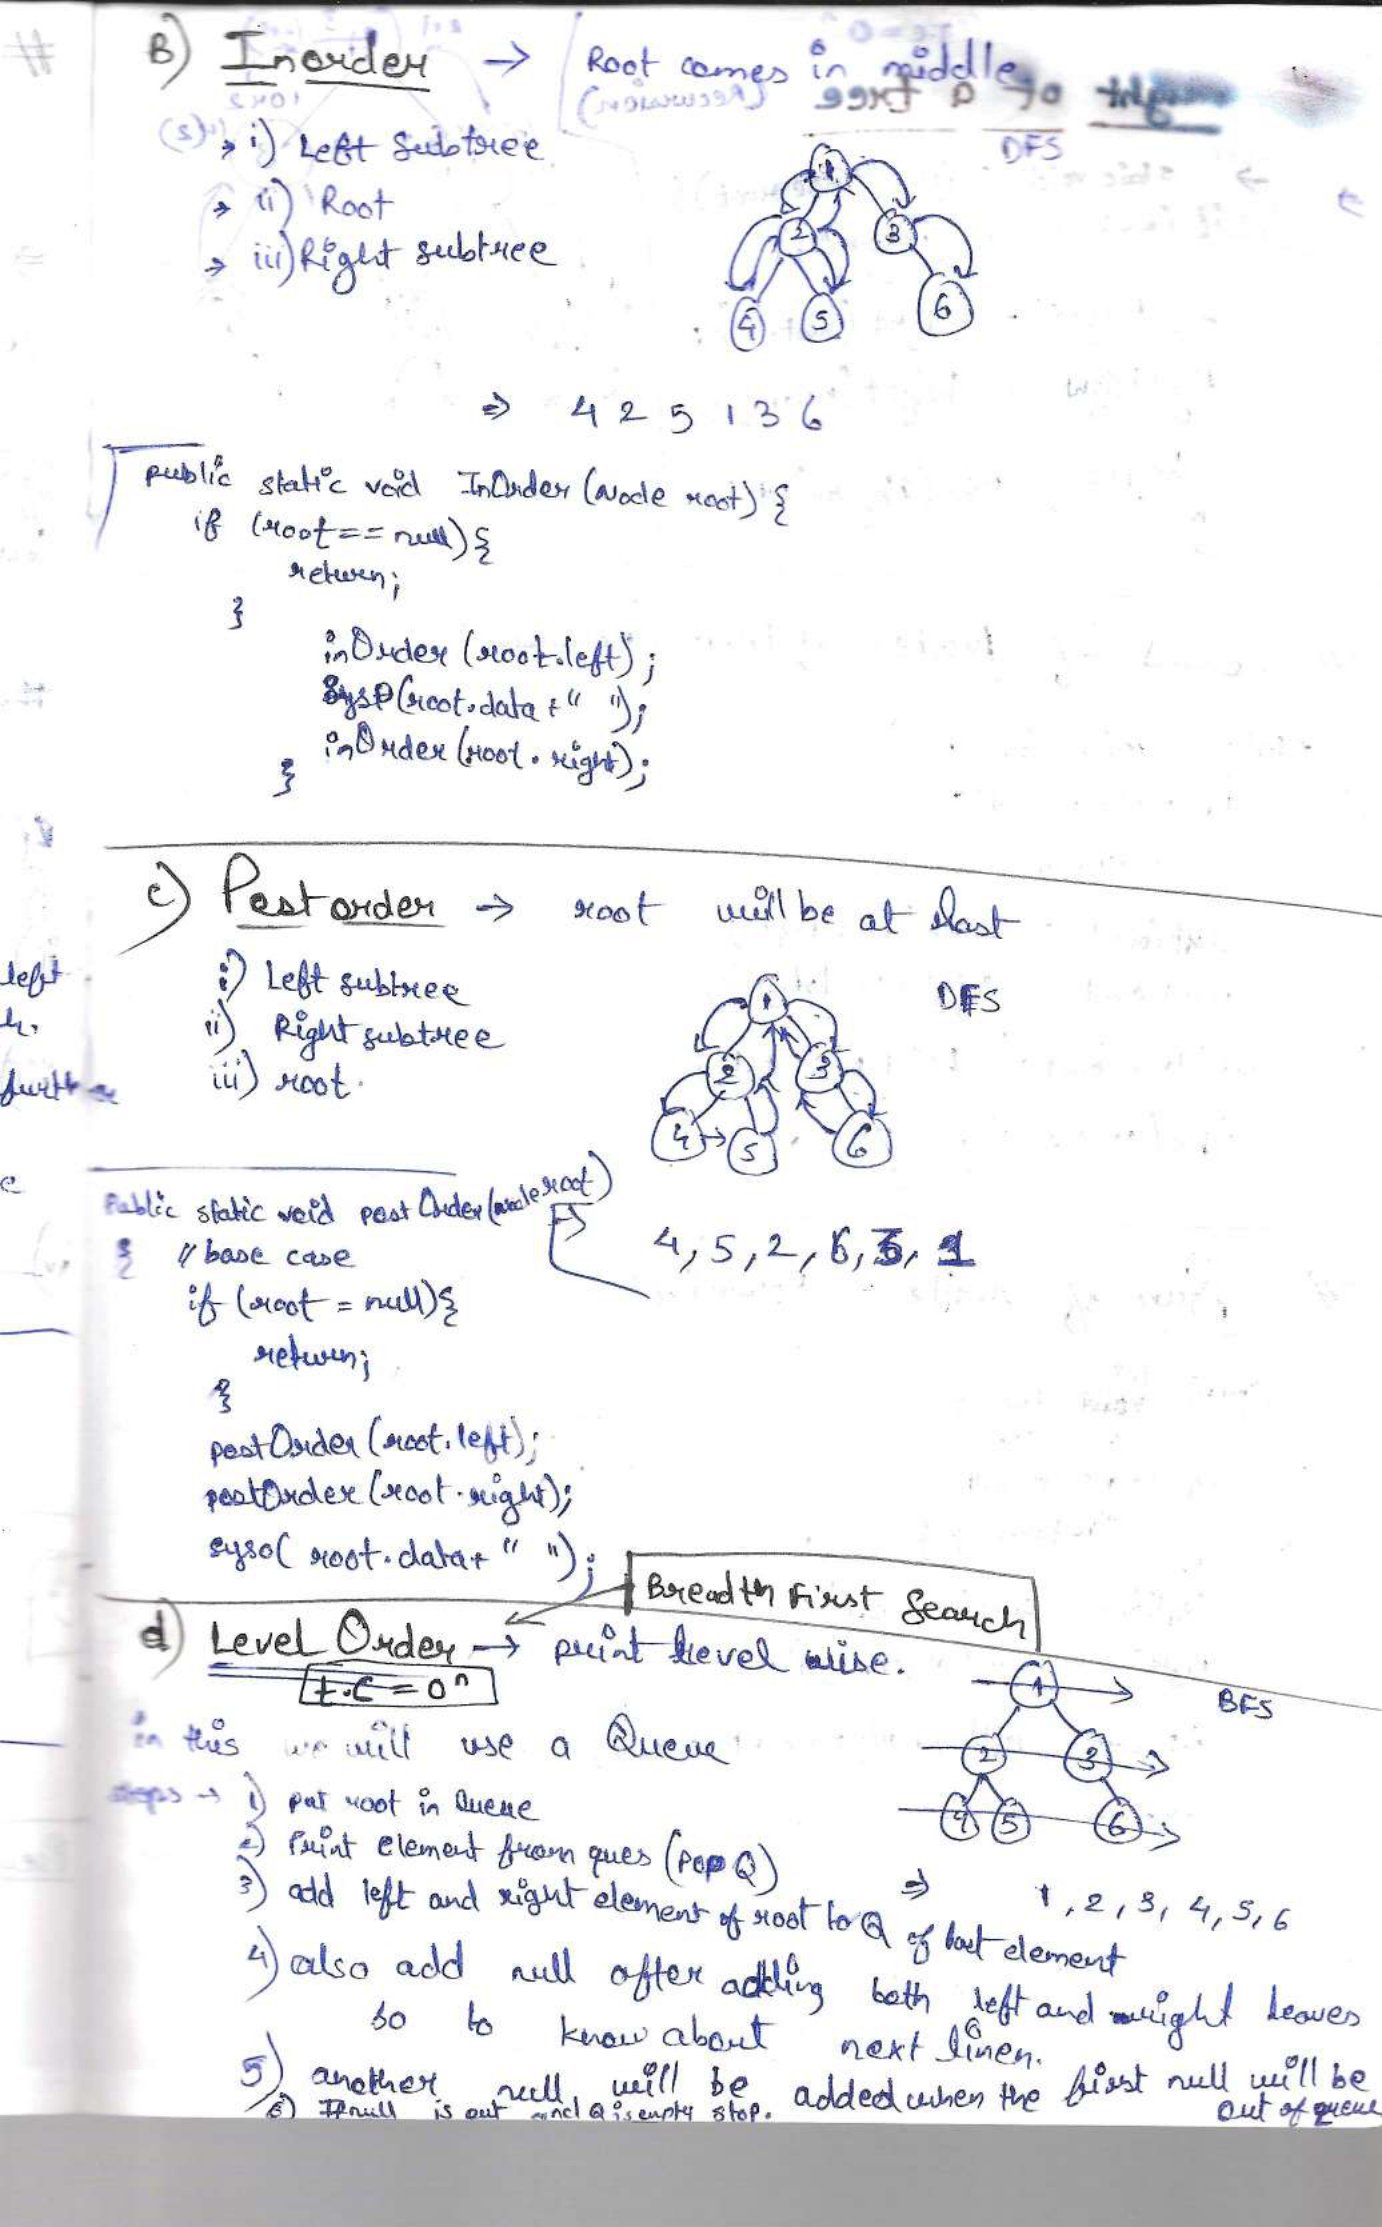 B) Inorder → Root comes in middle
DFS
→ i) Left Subtree
→ ii) Root
→ iii) Right subtree
1
2 3
4 5 6
⇒ 4 2 5 1 3 6
public static void InOrder (Node root) {
if (root == null) {
return;
}
inOrder (root.left);
SysO (root.data + " ");
inOrder (root.right);
}
c) Postorder → root will be at last
left
i) Left subtree
DFS
ii) Right subtree
iii) root.
1
2 3
4 → 5 6
Public static void postOrder (node root)
→ 4, 5, 2, 6, 3, 1
{ // base case
if (root = null) {
return;
}
postOrder (root.left);
postOrder (root.right);
syso( root.data + " ");
Breadth First Search
d) Level Order → print level wise.
t.c = 0ⁿ
BFS
in this we will use a Queue
1
2 3
4 5 6
steps → 1) put root in Queue
2) Print element from ques (pop Q)
3) add left and right element of root to Q of last element
⇒ 1, 2, 3, 4, 5, 6
4) also add null after adding both left and right leaves
so to know about next linen.
5) another null will be added when the first null will be
out of queue
6) If null is out and Q is empty stop.